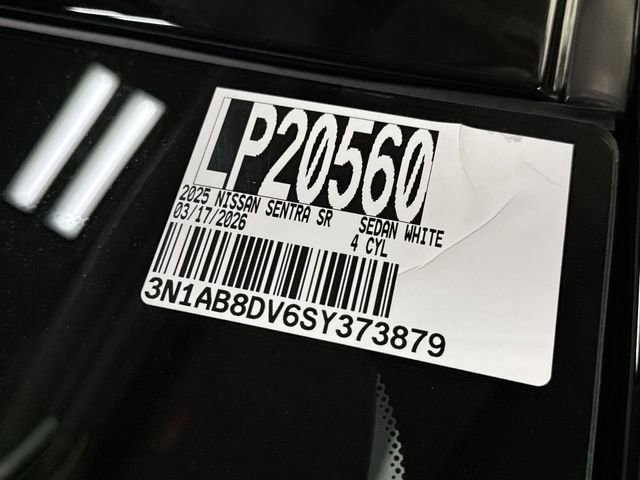 LP20560
2025 NISSAN SENTRA SR SEDAN WHITE
03/17/2026 4 CYL
3N1AB8DV6SY373879